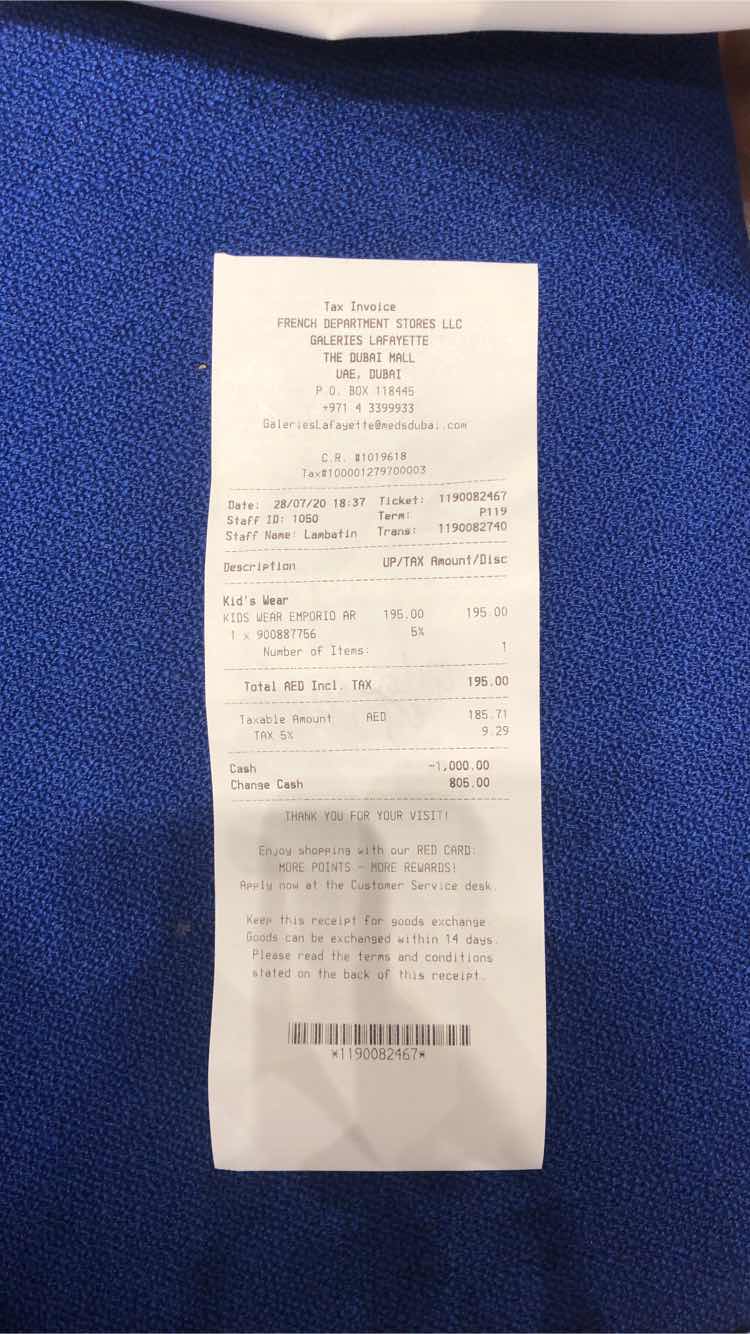 Tax Invoice
FRENCH DEPARTMENT STORES LLC
GALERIES LAFAYETTE
THE DUBAI MALL
UAE, DUBAI
P O. BOX 118445
+971 4 3399933
GaleriesLafayette@medsdubai.com
C.R. #1019618
Tax#100001279700003
Date: 28/07/20 18:37 Ticket: 1190082467
Staff ID: 1050 Term: P119
Staff Name: Lambatin Trans: 1190082740
Description UP/TAX Amount/Disc
Kid's Wear
KIDS WEAR EMPORIO AR 195.00 195.00
1 x 900887756 5%
Number of Items: 1
Total AED Incl. TAX 195.00
Taxable Amount AED 185.71
TAX 5% 9.29
Cash -1,000.00
Change Cash 805.00
THANK YOU FOR YOUR VISIT!
Enjoy shopping with our RED CARD:
MORE POINTS - MORE REWARDS!
Apply now at the Customer Service desk.
Keep this receipt for goods exchange
Goods can be exchanged within 14 days.
Please read the terms and conditions
stated on the back of this receipt.
*1190082467*